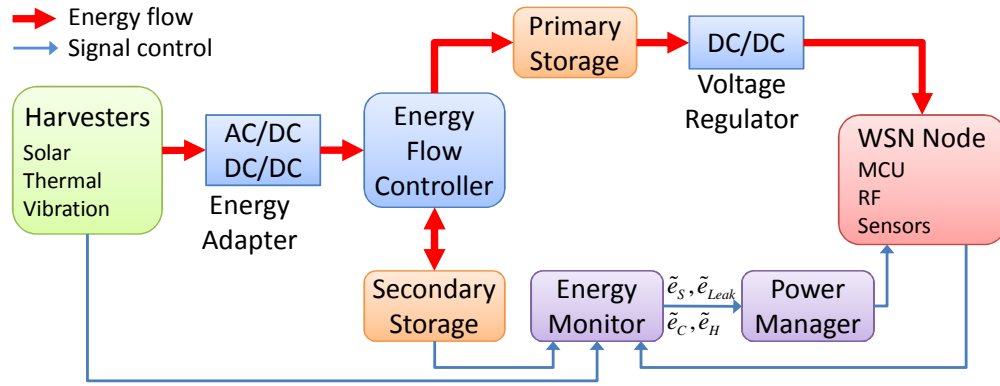 Energy flow
Signal control
Harvesters
Solar
Thermal
Vibration
AC/DC
DC/DC
Energy
Adapter
Energy
Flow
Controller
Primary
Storage
DC/DC
Voltage
Regulator
WSN Node
MCU
RF
Sensors
Secondary
Storage
Energy
Monitor
ẽ_S, ẽ_Leak
ẽ_C, ẽ_H
Power
Manager